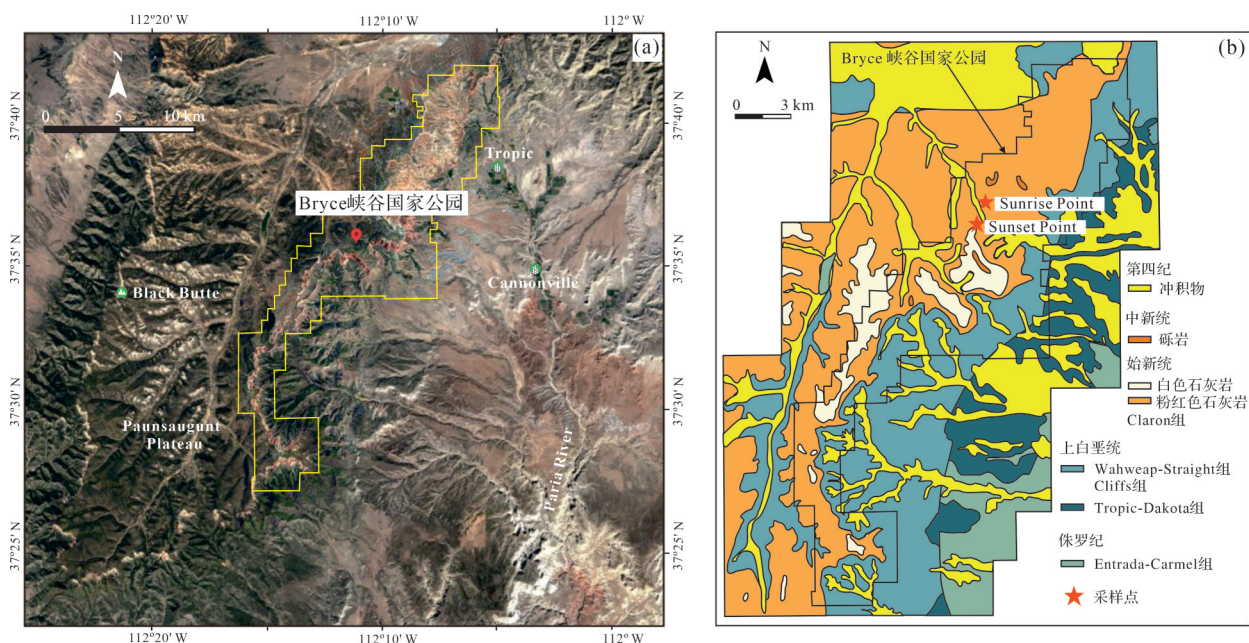 112°20′ W
112°10′ W
112° W
(a)
N
0
5
10 km
37°40′ N
37°35′ N
37°30′ N
37°25′ N
Tropic
Bryce峡谷国家公园
Cannonville
Black Butte
Paunsaugunt
Plateau
Paria River
37°40′ N
37°35′ N
37°30′ N
37°25′ N
112°20′ W
112°10′ W
112° W
(b)
N
Bryce 峡谷国家公园
0
3 km
Sunrise Point
Sunset Point
第四纪
冲积物
中新统
砾岩
始新统
白色石灰岩
粉红色石灰岩
Claron组
上白垩统
Wahweap-Straight组
Cliffs组
Tropic-Dakota组
侏罗纪
Entrada-Carmel组
采样点